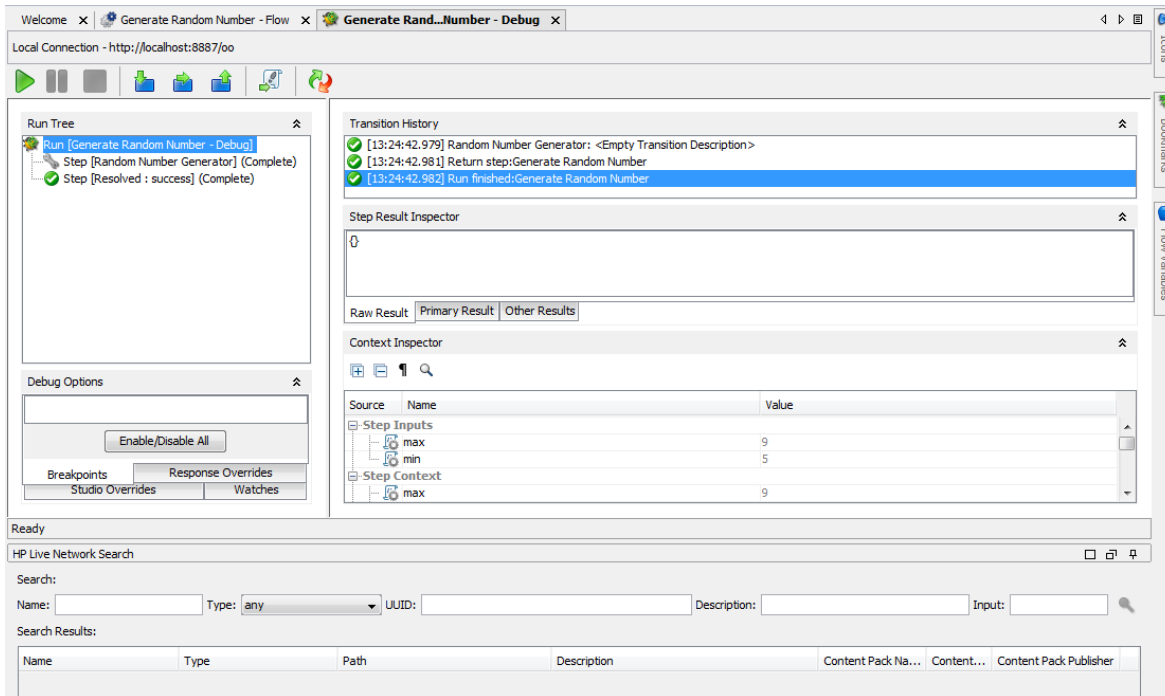 Welcome Generate Random Number - Flow Generate Rand...Number - Debug
Local Connection - http://localhost:8887/oo
Icons
Bookmarks
Flow Variables
Run Tree
Run [Generate Random Number - Debug]
Step [Random Number Generator] (Complete)
Step [Resolved : success] (Complete)
Transition History
[13:24:42.979] Random Number Generator: <Empty Transition Description>
[13:24:42.981] Return step:Generate Random Number
[13:24:42.982] Run finished:Generate Random Number
Step Result Inspector
{}
Raw Result Primary Result Other Results
Debug Options
Enable/Disable All
Breakpoints Response Overrides
Studio Overrides Watches
Context Inspector
Source Name Value
Step Inputs
max 9
min 5
Step Context
max 9
Ready
HP Live Network Search
Search:
Name: Type: any UUID: Description: Input:
Search Results:
Name Type Path Description Content Pack Na... Content... Content Pack Publisher